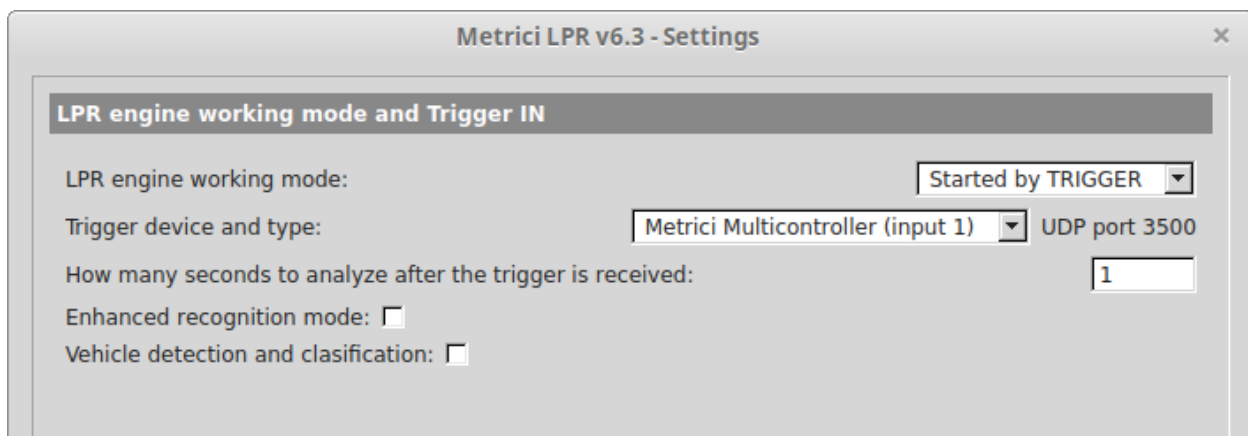 Metrici LPR v6.3 - Settings ×
LPR engine working mode and Trigger IN
LPR engine working mode: Started by TRIGGER
Trigger device and type: Metrici Multicontroller (input 1) UDP port 3500
How many seconds to analyze after the trigger is received: 1
Enhanced recognition mode:
Vehicle detection and clasification: